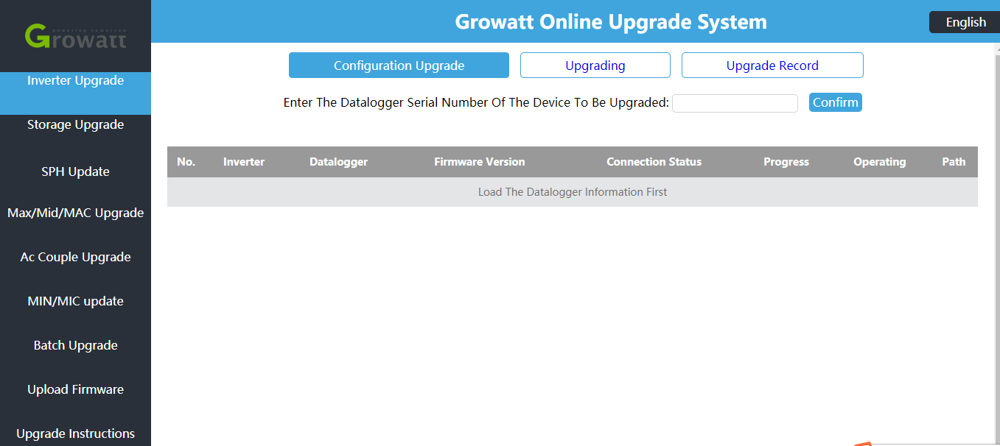 Growatt
Growatt Online Upgrade System
English
Inverter Upgrade
Storage Upgrade
SPH Update
Max/Mid/MAC Upgrade
Ac Couple Upgrade
MIN/MIC update
Batch Upgrade
Upload Firmware
Upgrade Instructions
Configuration Upgrade
Upgrading
Upgrade Record
Enter The Datalogger Serial Number Of The Device To Be Upgraded:
Confirm
No. Inverter Datalogger Firmware Version Connection Status Progress Operating Path
Load The Datalogger Information First